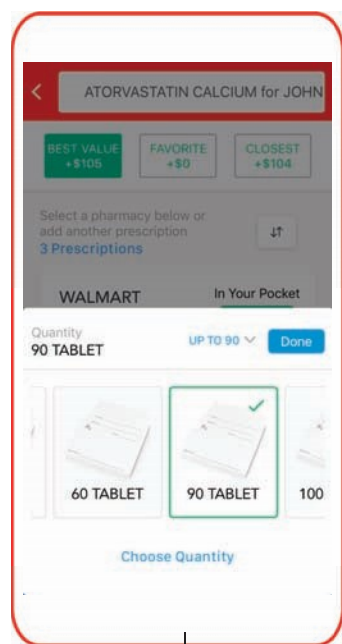 ATORVASTATIN CALCIUM for JOHN
BEST VALUE FAVORITE CLOSEST
+$105 +$0 +$104
Select a pharmacy below or
add another prescription
3 Prescriptions
WALMART In Your Pocket
Quantity
90 TABLET UP TO 90 Done
60 TABLET 90 TABLET 100
Choose Quantity